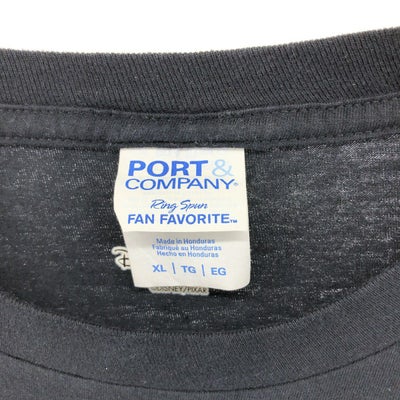 PORT &
COMPANY®
Ring Spun
FAN FAVORITE™
Made in Honduras
Fabriqué au Honduras
Hecho en Honduras
XL | TG | EG
©DISNEY/PIXAR